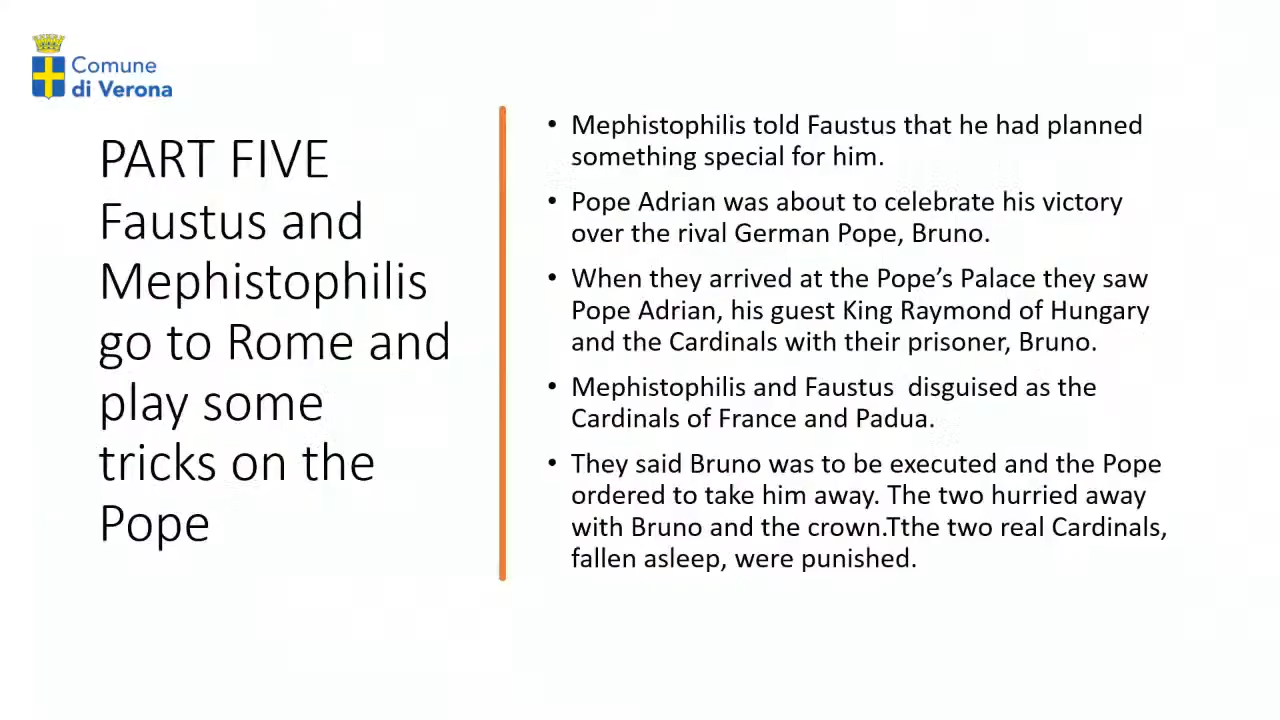 Comune
di Verona
PART FIVE
Faustus and
Mephistophilis
go to Rome and
play some
tricks on the
Pope
• Mephistophilis told Faustus that he had planned
something special for him.
• Pope Adrian was about to celebrate his victory
over the rival German Pope, Bruno.
• When they arrived at the Pope's Palace they saw
Pope Adrian, his guest King Raymond of Hungary
and the Cardinals with their prisoner, Bruno.
• Mephistophilis and Faustus  disguised as the
Cardinals of France and Padua.
• They said Bruno was to be executed and the Pope
ordered to take him away. The two hurried away
with Bruno and the crown.Tthe two real Cardinals,
fallen asleep, were punished.